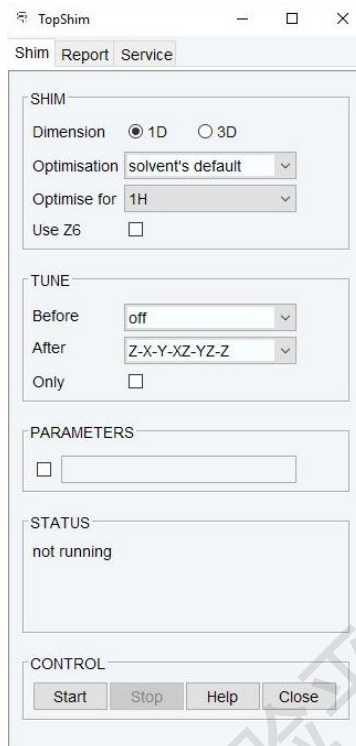 TopShim
Shim Report Service
SHIM
Dimension 1D 3D
Optimisation solvent's default
Optimise for 1H
Use Z6
TUNE
Before off
After Z-X-Y-XZ-YZ-Z
Only
PARAMETERS
STATUS
not running
CONTROL
Start Stop Help Close